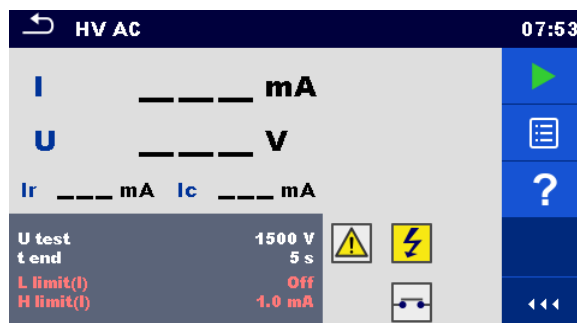 HV AC 07:53
I ___ mA
U ___ V
Ir ___ mA Ic ___ mA
U test 1500 V
t end 5 s
L limit(I) Off
H limit(I) 1.0 mA
?